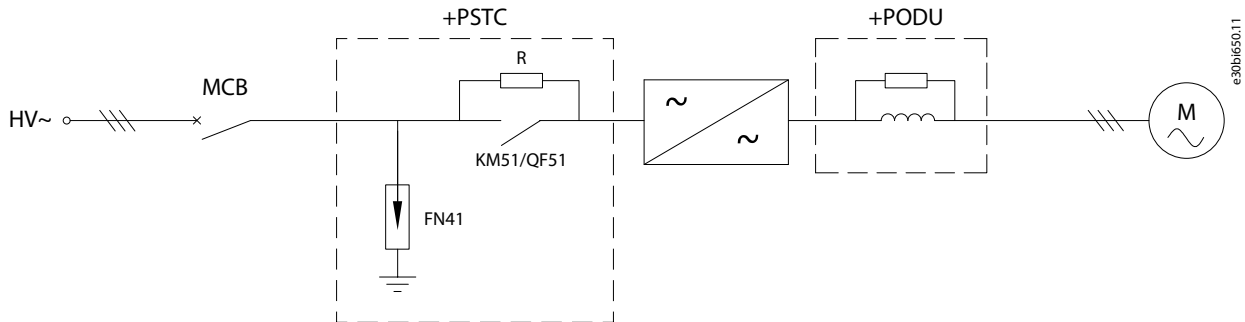 +PSTC
+PODU
e30bi650.11
R
MCB
HV~
~
~
M
KM51/QF51
FN41